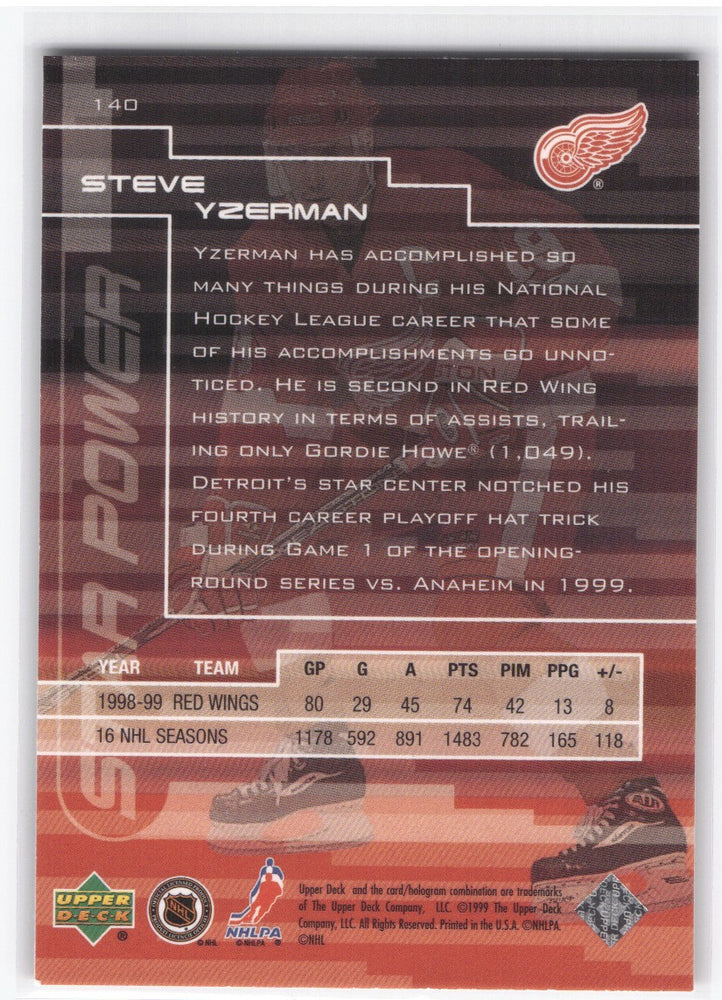 140
STEVE
YZERMAN
STAR POWER
YZERMAN HAS ACCOMPLISHED SO
MANY THINGS DURING HIS NATIONAL
HOCKEY LEAGUE CAREER THAT SOME
OF HIS ACCOMPLISHMENTS GO UNNO-
TICED. HE IS SECOND IN RED WING
HISTORY IN TERMS OF ASSISTS, TRAIL-
ING ONLY GORDIE HOWE® (1,049).
DETROIT'S STAR CENTER NOTCHED HIS
FOURTH CAREER PLAYOFF HAT TRICK
DURING GAME 1 OF THE OPENING-
ROUND SERIES VS. ANAHEIM IN 1999.
YEAR TEAM GP G A PTS PIM PPG +/-
1998-99 RED WINGS 80 29 45 74 42 13 8
16 NHL SEASONS 1178 592 891 1483 782 165 118
UPPER
DECK ®
NHL
© NHL
NHLPA
© NHLPA ®
Upper Deck and the card/hologram combination are trademarks
of The Upper Deck Company, LLC. ©1999 The Upper Deck
Company, LLC. All Rights Reserved. Printed in the U.S.A. ©NHLPA.
©NHL